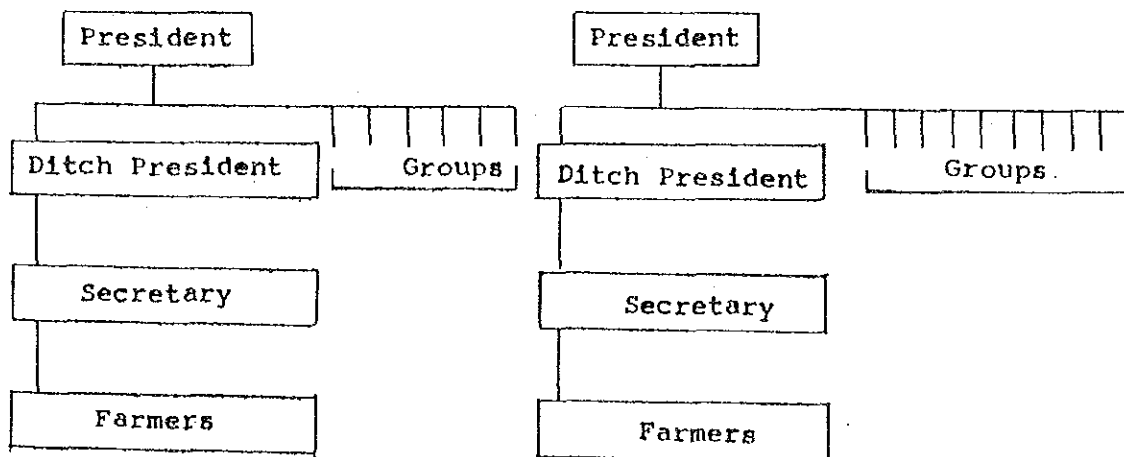 President President
Ditch President Groups Ditch President Groups
Secretary Secretary
Farmers Farmers